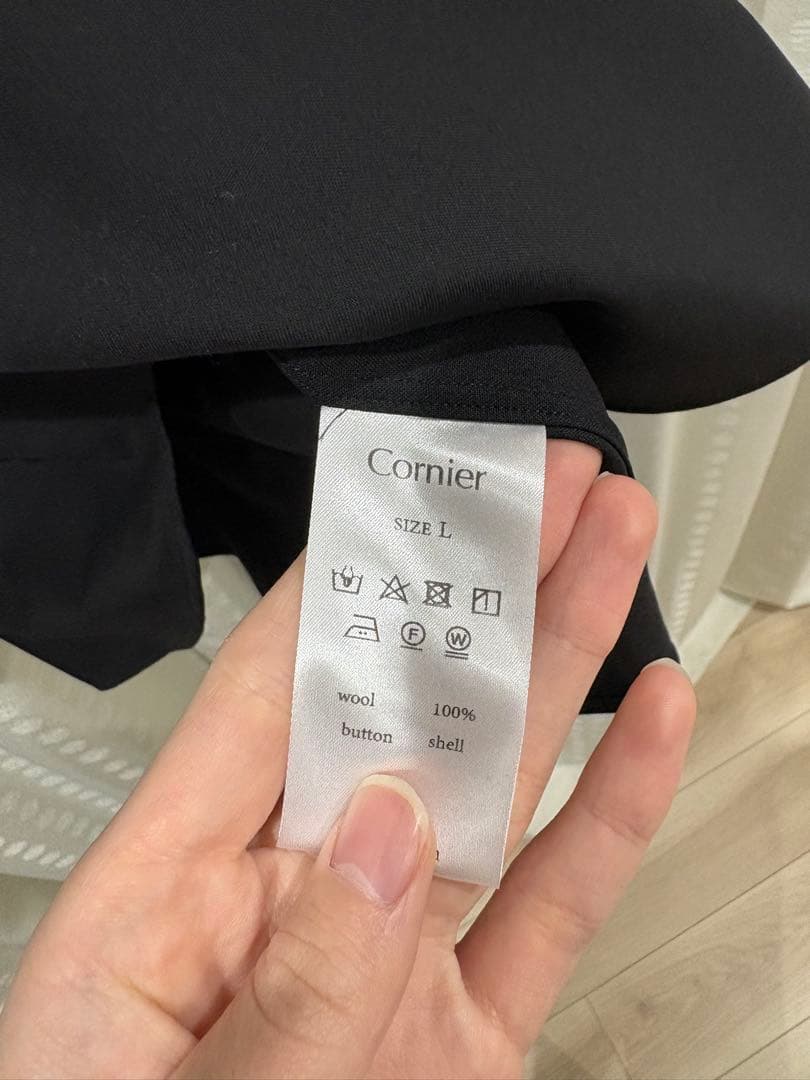 Cornier
SIZE L
F W
wool 100%
button shell